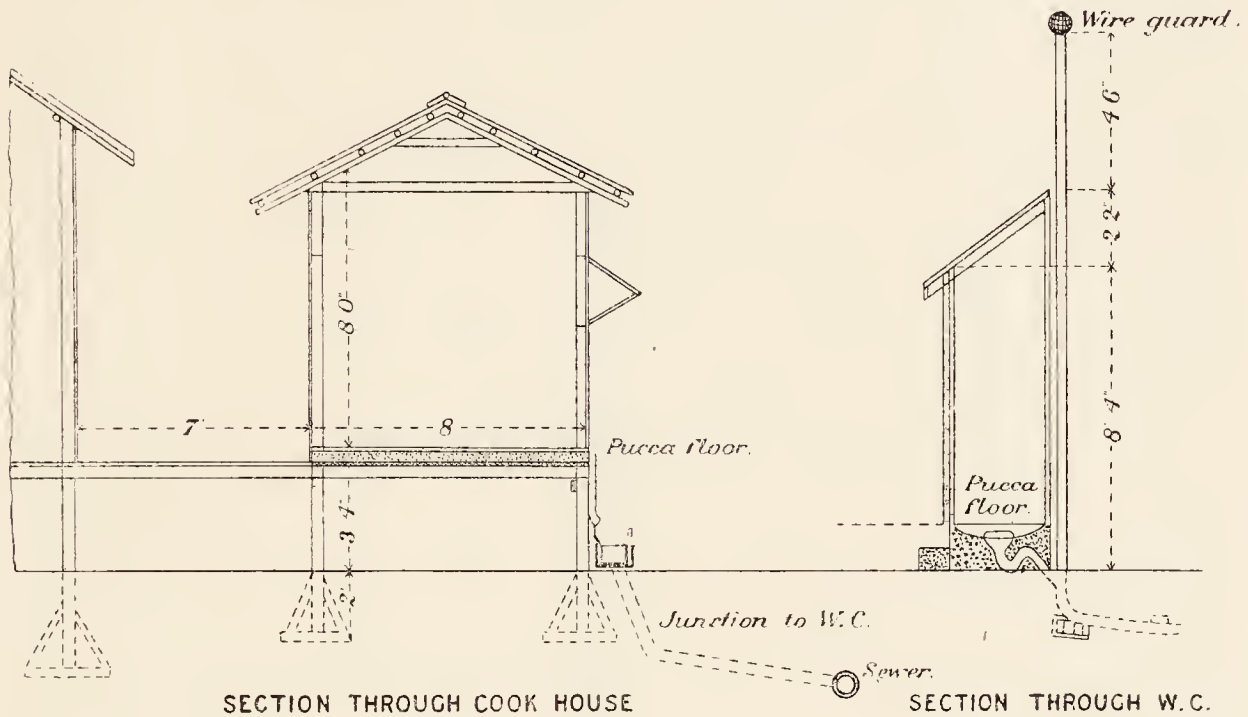 Wire guard.
4' 6"
2' 2"
8' 0"
8' 4"
7'
8
Pucca floor.
Pucca
floor.
3' 4"
2'
Junction to W.C.
Sewer.
SECTION THROUGH COOK HOUSE
SECTION THROUGH W.C.